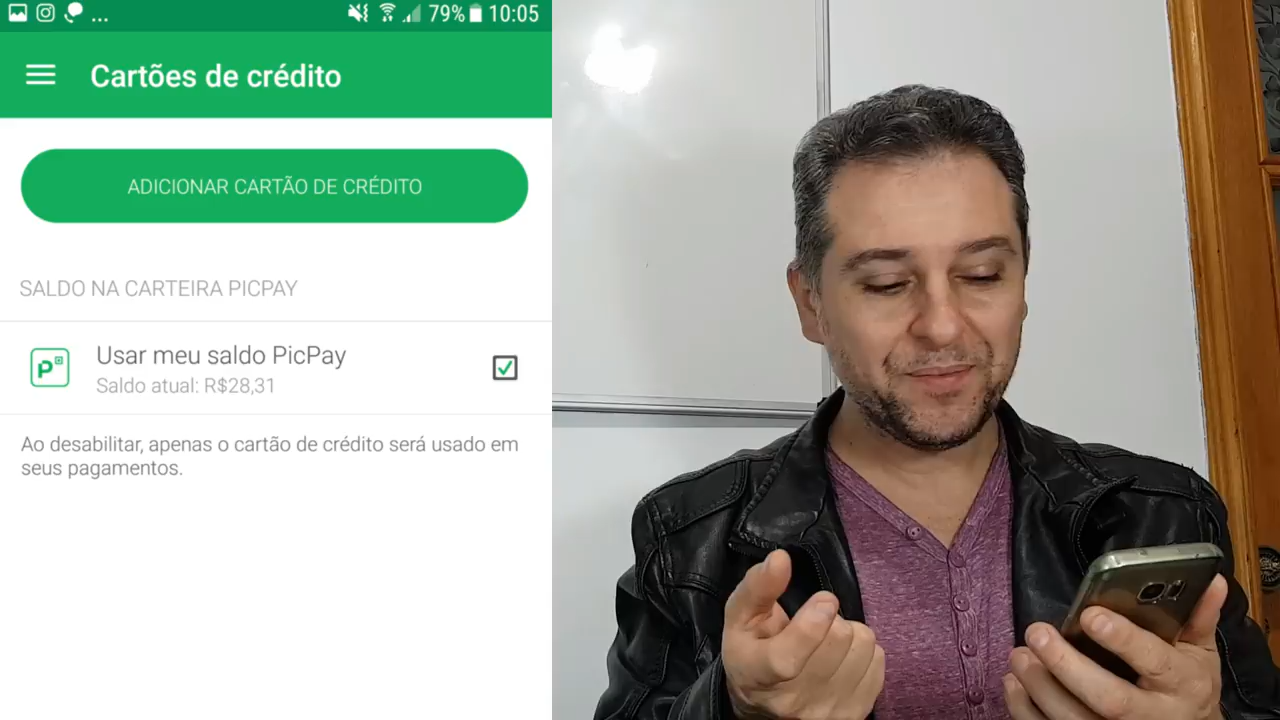 ... 79% 10:05
Cartões de crédito
ADICIONAR CARTÃO DE CRÉDITO
SALDO NA CARTEIRA PICPAY
P
Usar meu saldo PicPay
Saldo atual: R$28,31
Ao desabilitar, apenas o cartão de crédito será usado em
seus pagamentos.